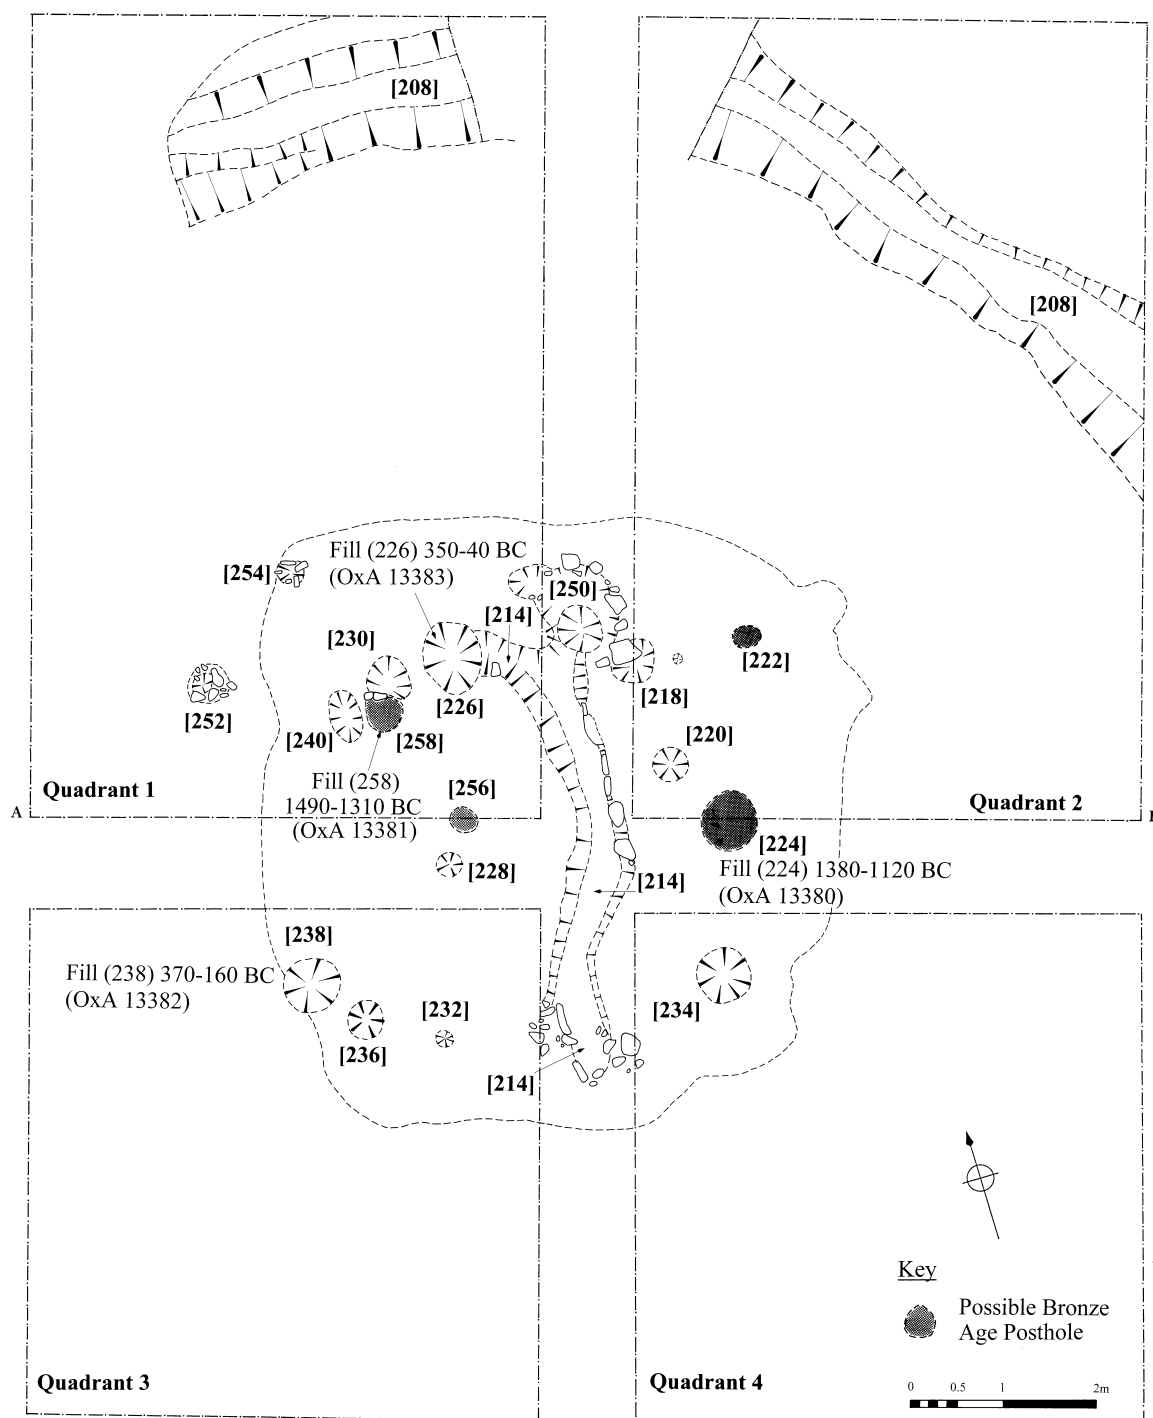 [208]
[208]
Fill (226) 350-40 BC
(OxA 13383)
[254]
[250]
[214]
[230]
[222]
[226]
[218]
[252]
[240]
[258]
[220]
Fill (258)
1490-1310 BC
(OxA 13381)
[256]
Quadrant 1
Quadrant 2
A
[224]
Fill (224) 1380-1120 BC
(OxA 13380)
[228]
[214]
[238]
Fill (238) 370-160 BC
(OxA 13382)
[232]
[234]
[236]
[214]
Key
Possible Bronze
Age Posthole
Quadrant 3
Quadrant 4
0 0.5 1 2m